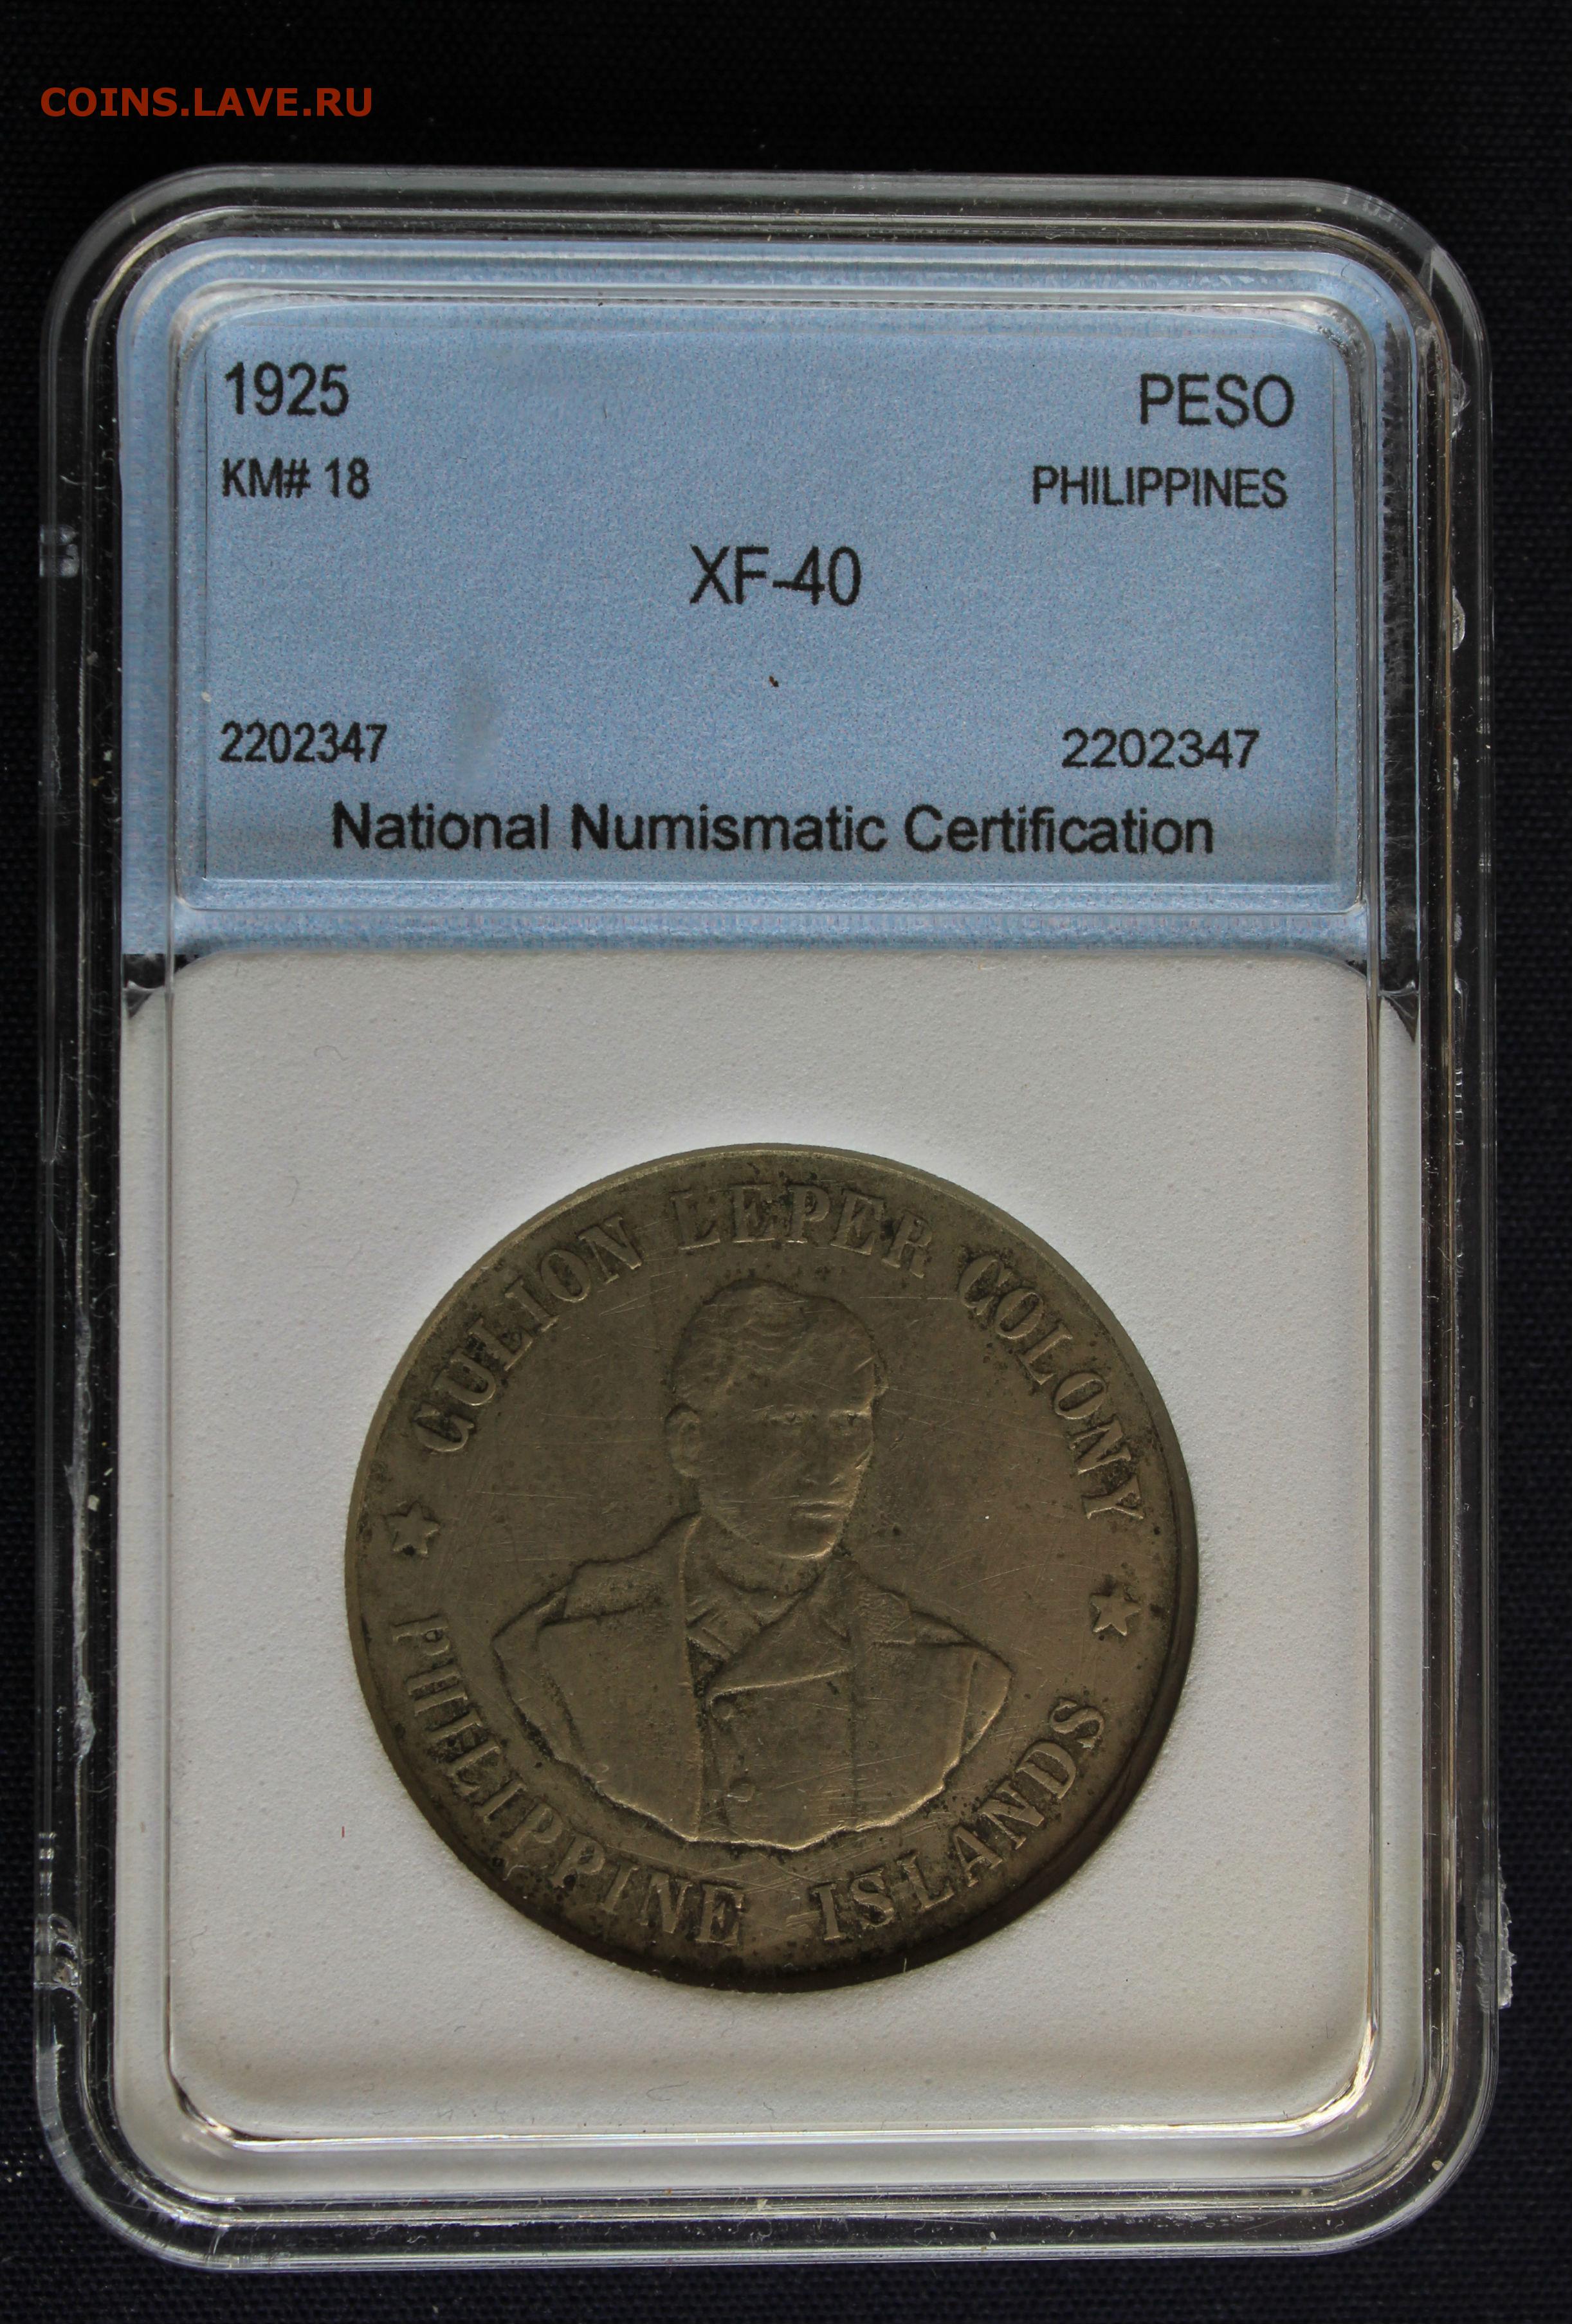 COINS.LAVE.RU
1925 PESO
KM# 18 PHILIPPINES
XF-40
2202347 2202347
National Numismatic Certification
CULION LEPER COLONY
PHILIPPINE ISLANDS